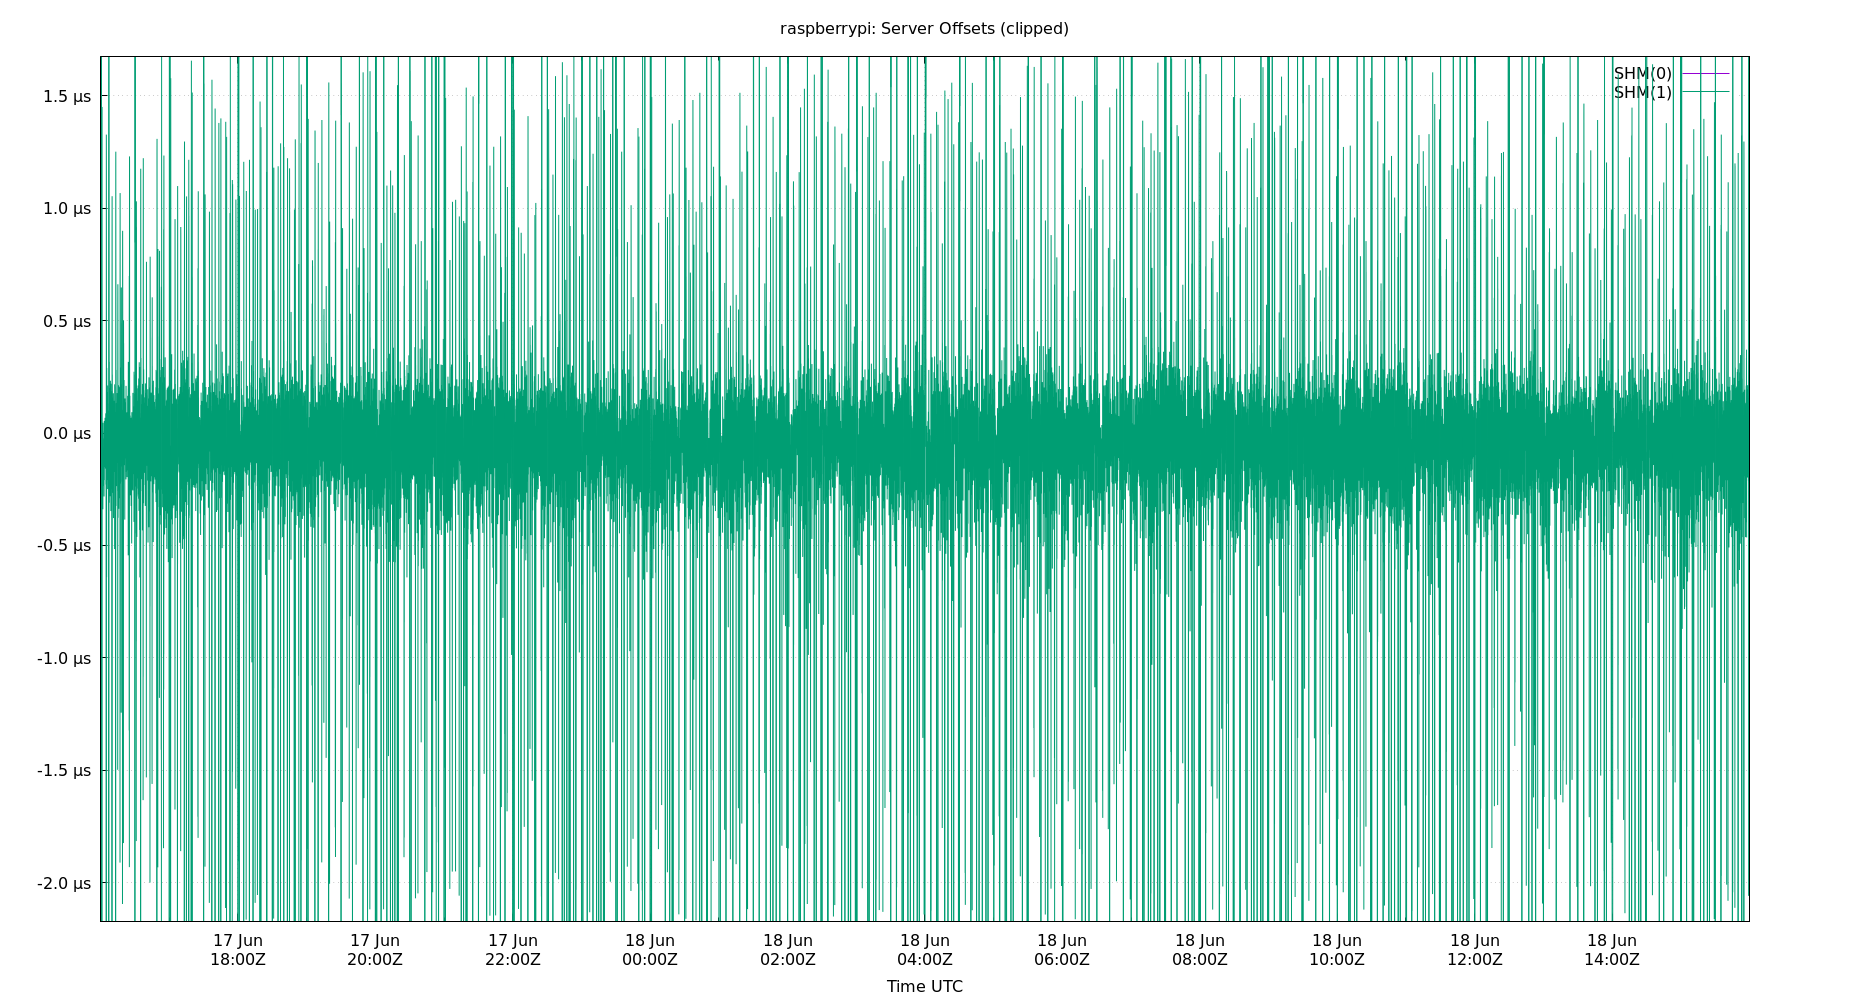 raspberrypi: Server Offsets (clipped)
SHM(0)
SHM(1)
1.5 µs
1.0 µs
0.5 µs
0.0 µs
-0.5 µs
-1.0 µs
-1.5 µs
-2.0 µs
17 Jun 17 Jun 17 Jun 18 Jun 18 Jun 18 Jun 18 Jun 18 Jun 18 Jun 18 Jun 18 Jun
18:00Z 20:00Z 22:00Z 00:00Z 02:00Z 04:00Z 06:00Z 08:00Z 10:00Z 12:00Z 14:00Z
Time UTC